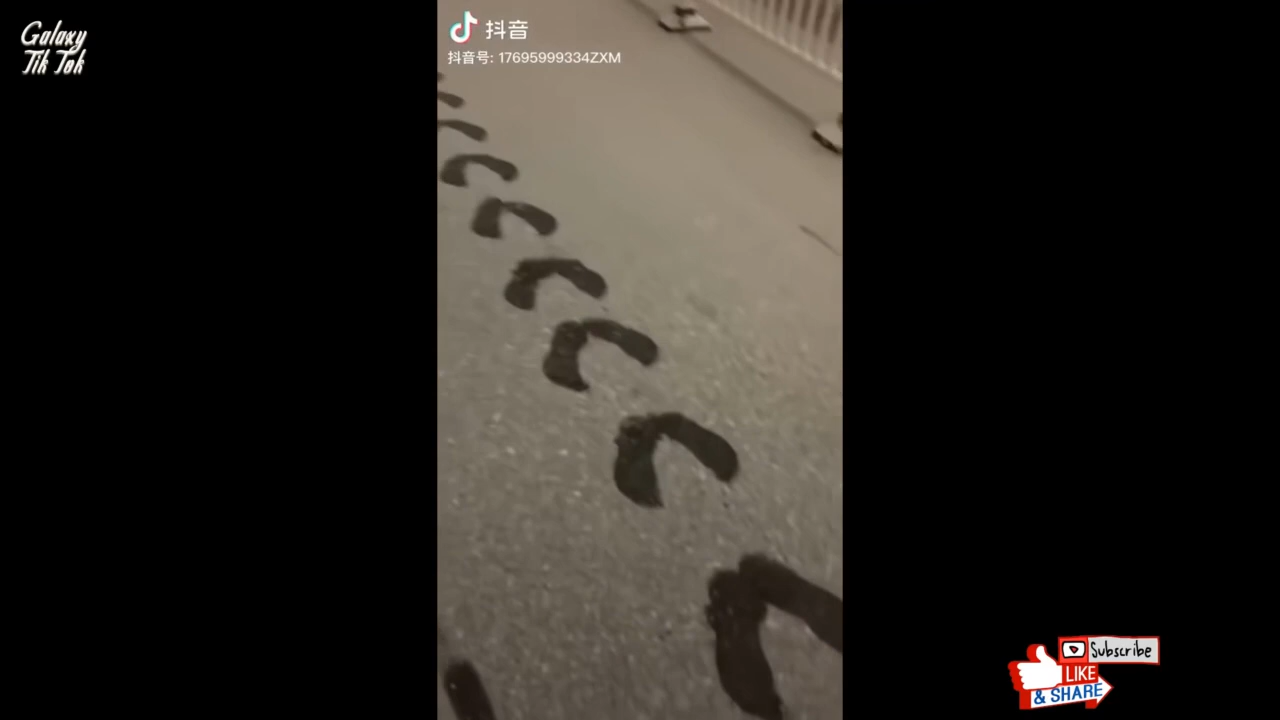 Galaxy
Tik Tok
抖音
抖音号: 17695999334ZXM
Subscribe
LIKE
& SHARE